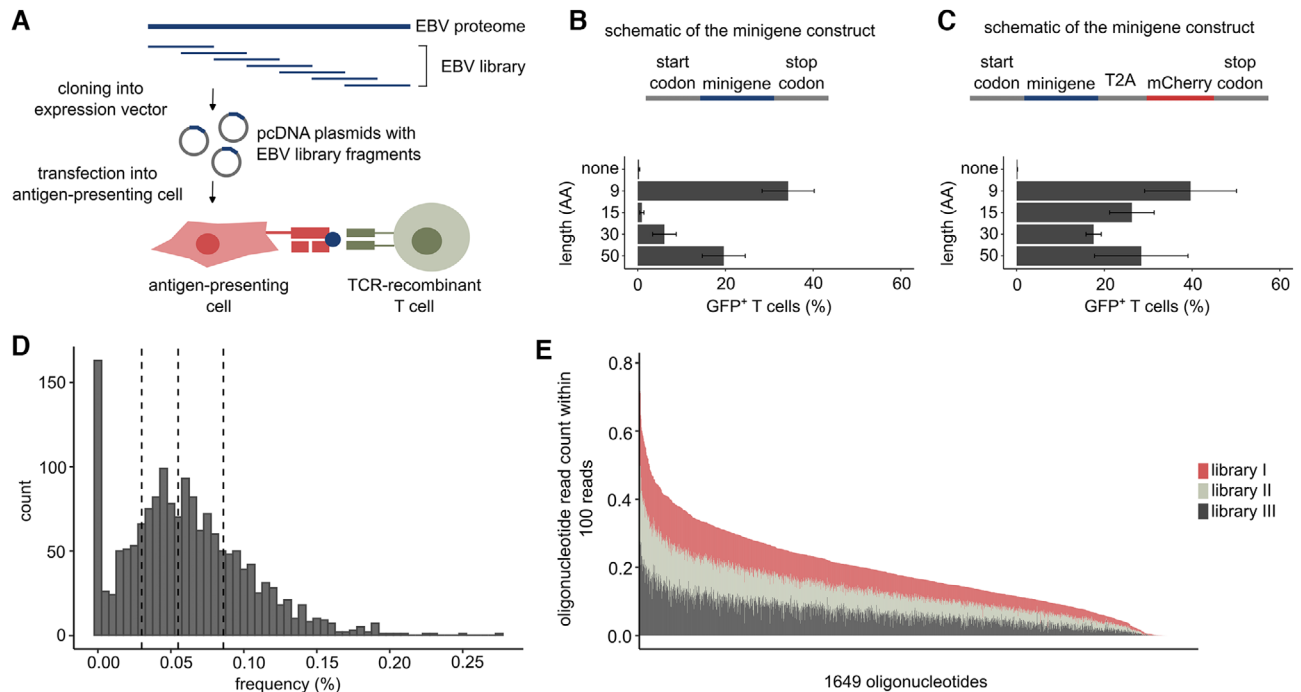 A
EBV proteome
EBV library
cloning into
expression vector
pcDNA plasmids with
EBV library fragments
transfection into
antigen-presenting cell
antigen-presenting
cell
TCR-recombinant
T cell
B
schematic of the minigene construct
start
codon
minigene
stop
codon
length (AA)
none
9
15
30
50
0
20
40
60
GFP+ T cells (%)
C
schematic of the minigene construct
start
codon
minigene
T2A
mCherry
stop
codon
length (AA)
none
9
15
30
50
0
20
40
60
GFP+ T cells (%)
D
count
150
100
50
0
0.00
0.05
0.10
0.15
0.20
0.25
frequency (%)
E
oligonucleotide read count within
100 reads
0.8
0.6
0.4
0.2
0.0
1649 oligonucleotides
library I
library II
library III